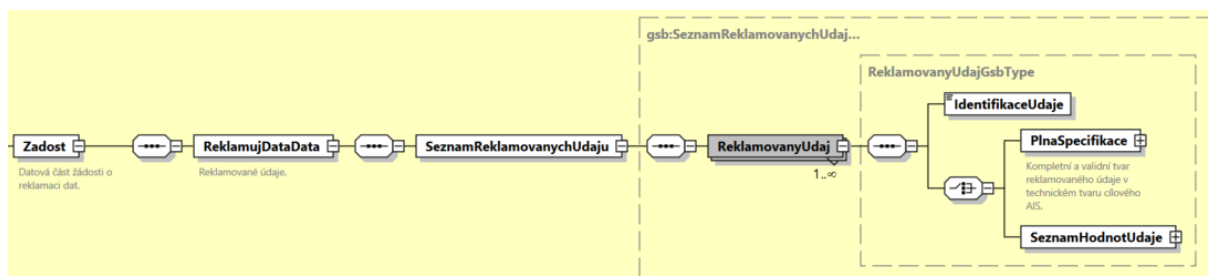 gsb:SeznamReklamovanychUdaj...
ReklamovanyUdajGsbType
IdentifikaceUdaje
Zadost
ReklamujDataData
SeznamReklamovanychUdaju
ReklamovanyUdaj
PlnaSpecifikace
Datová část žádosti o
reklamaci dat.
Reklamované údaje.
1..∞
Kompletní a validní tvar
reklamovaného údaje v
technickém tvaru cílového
AIS.
SeznamHodnotUdaje